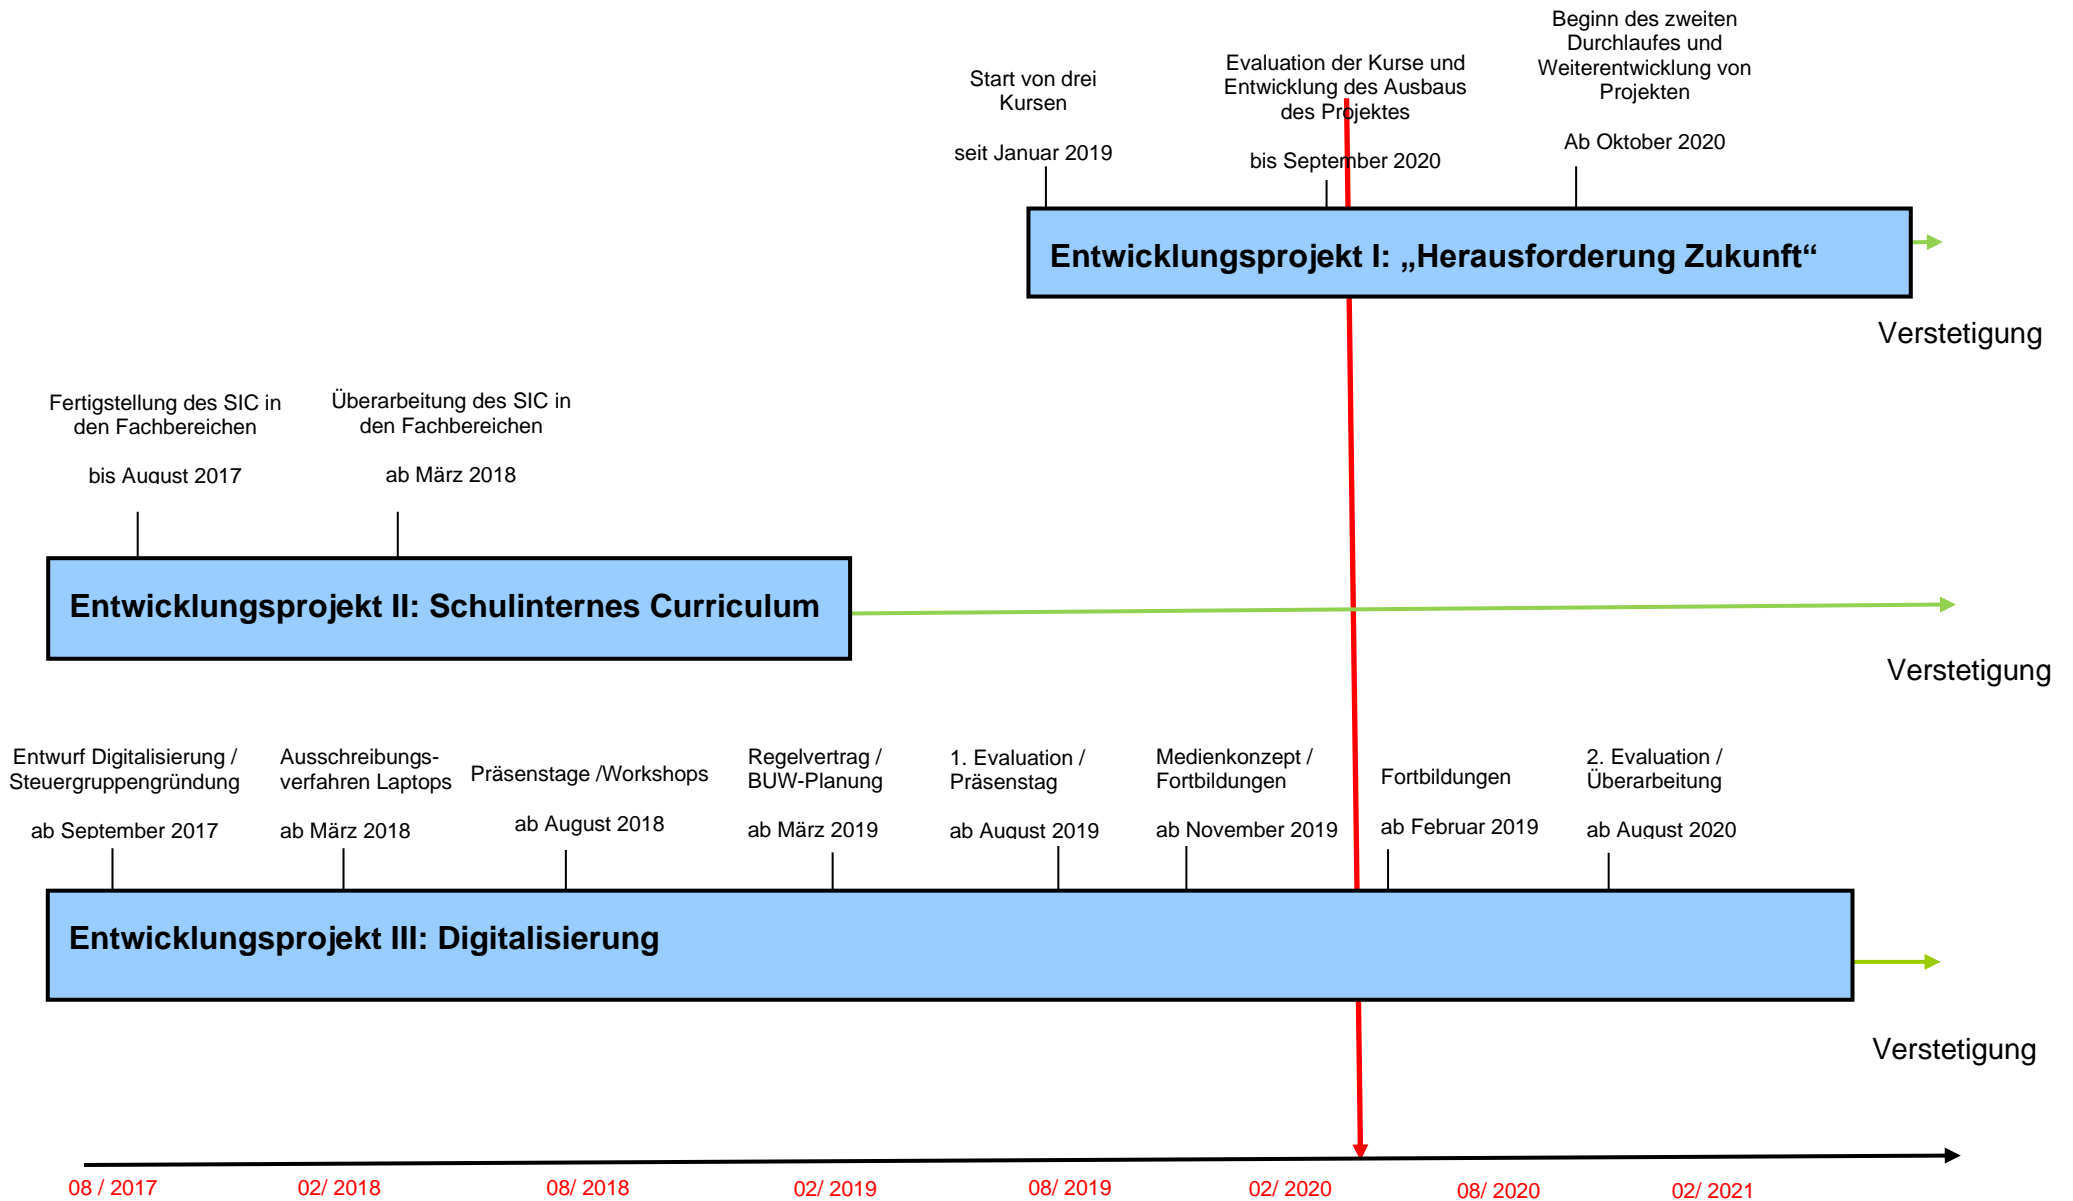 Start von drei
Kursen
seit Januar 2019
Evaluation der Kurse und
Entwicklung des Ausbaus
des Projektes
bis September 2020
Beginn des zweiten
Durchlaufes und
Weiterentwicklung von
Projekten
Ab Oktober 2020
Entwicklungsprojekt I: „Herausforderung Zukunft“
Verstetigung
Fertigstellung des SIC in
den Fachbereichen
bis August 2017
Überarbeitung des SIC in
den Fachbereichen
ab März 2018
Entwicklungsprojekt II: Schulinternes Curriculum
Verstetigung
Entwurf Digitalisierung /
Steuergruppengründung
ab September 2017
Ausschreibungs-
verfahren Laptops
ab März 2018
Präsenstage /Workshops
ab August 2018
Regelvertrag /
BUW-Planung
ab März 2019
1. Evaluation /
Präsenstag
ab August 2019
Medienkonzept /
Fortbildungen
ab November 2019
Fortbildungen
ab Februar 2019
2. Evaluation /
Überarbeitung
ab August 2020
Entwicklungsprojekt III: Digitalisierung
Verstetigung
08 / 2017
02/ 2018
08/ 2018
02/ 2019
08/ 2019
02/ 2020
08/ 2020
02/ 2021